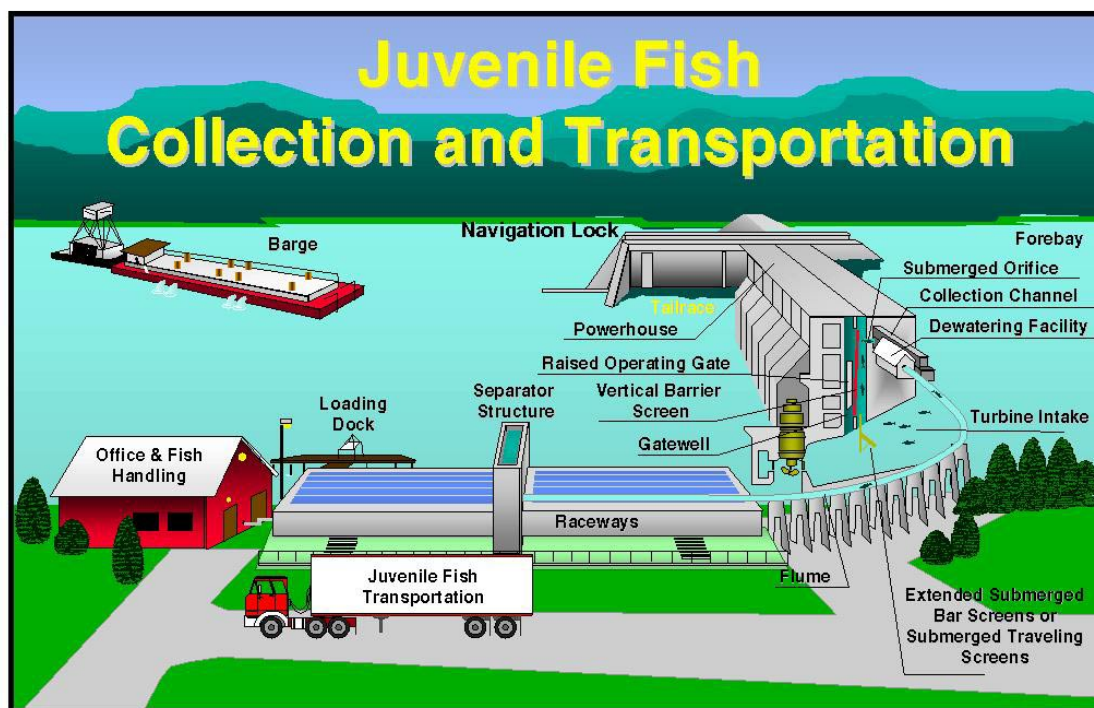 Juvenile Fish
Collection and Transportation
Navigation Lock
Barge
Forebay
Submerged Orifice
Collection Channel
Tailrace
Powerhouse
Dewatering Facility
Raised Operating Gate
Separator
Structure
Vertical Barrier
Screen
Loading
Dock
Turbine Intake
Gatewell
Office & Fish
Handling
Raceways
Juvenile Fish
Transportation
Flume
Extended Submerged
Bar Screens or
Submerged Traveling
Screens